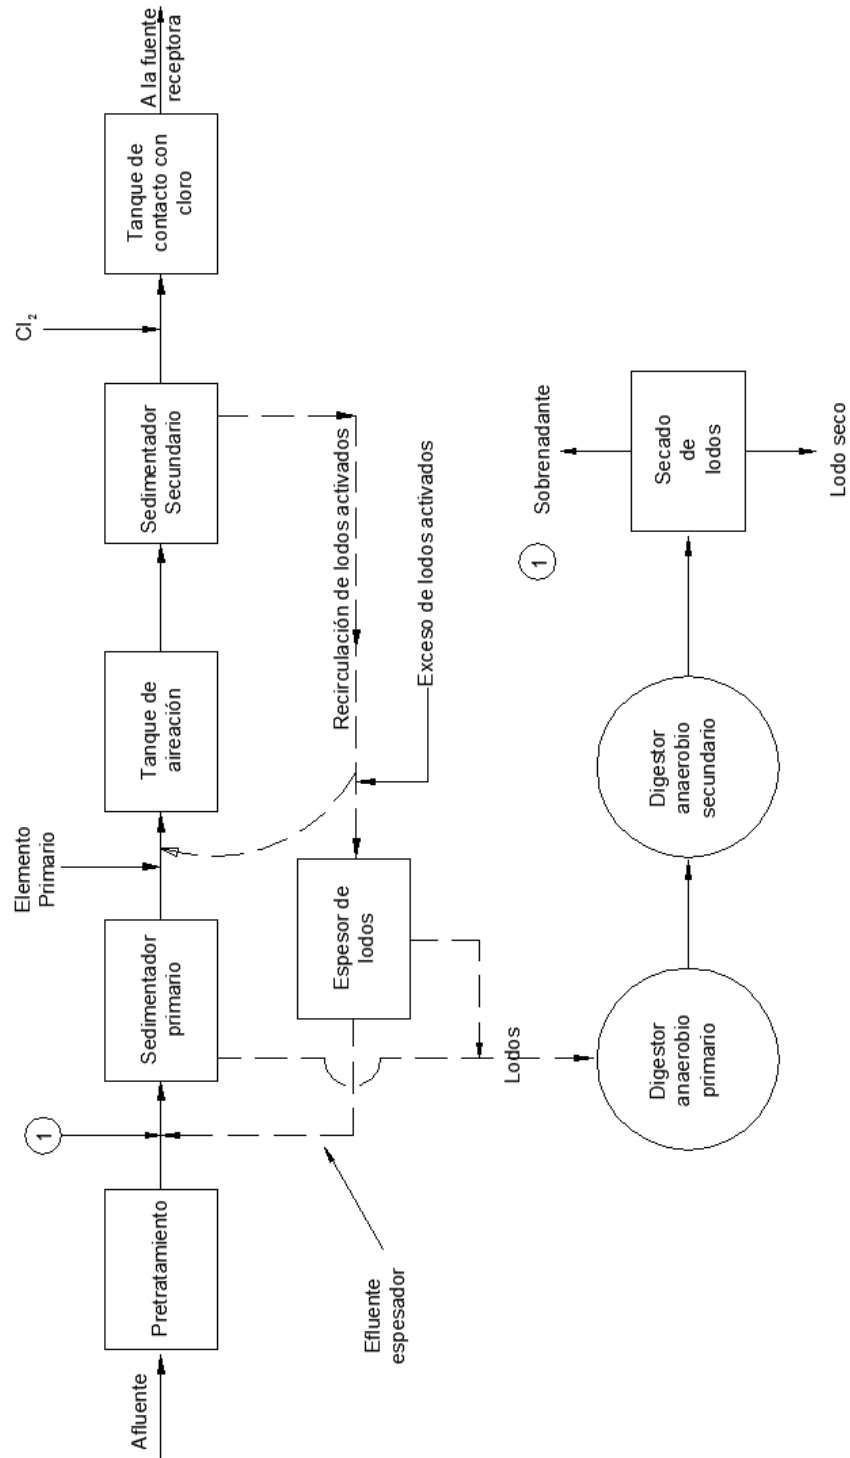 Afluente
Pretratamiento
1
Sedimentador
primario
Elemento
Primario
Tanque de
aireación
Sedimentador
Secundario
Cl₂
Tanque de
contacto con
cloro
A la fuente
receptora
Recirculación de lodos activados
Exceso de lodos activados
Espesor de
lodos
Efluente
espesador
Lodos
Digestor
anaerobio
primario
Digestor
anaerobio
secundario
1
Sobrenadante
Secado
de
lodos
Lodo seco